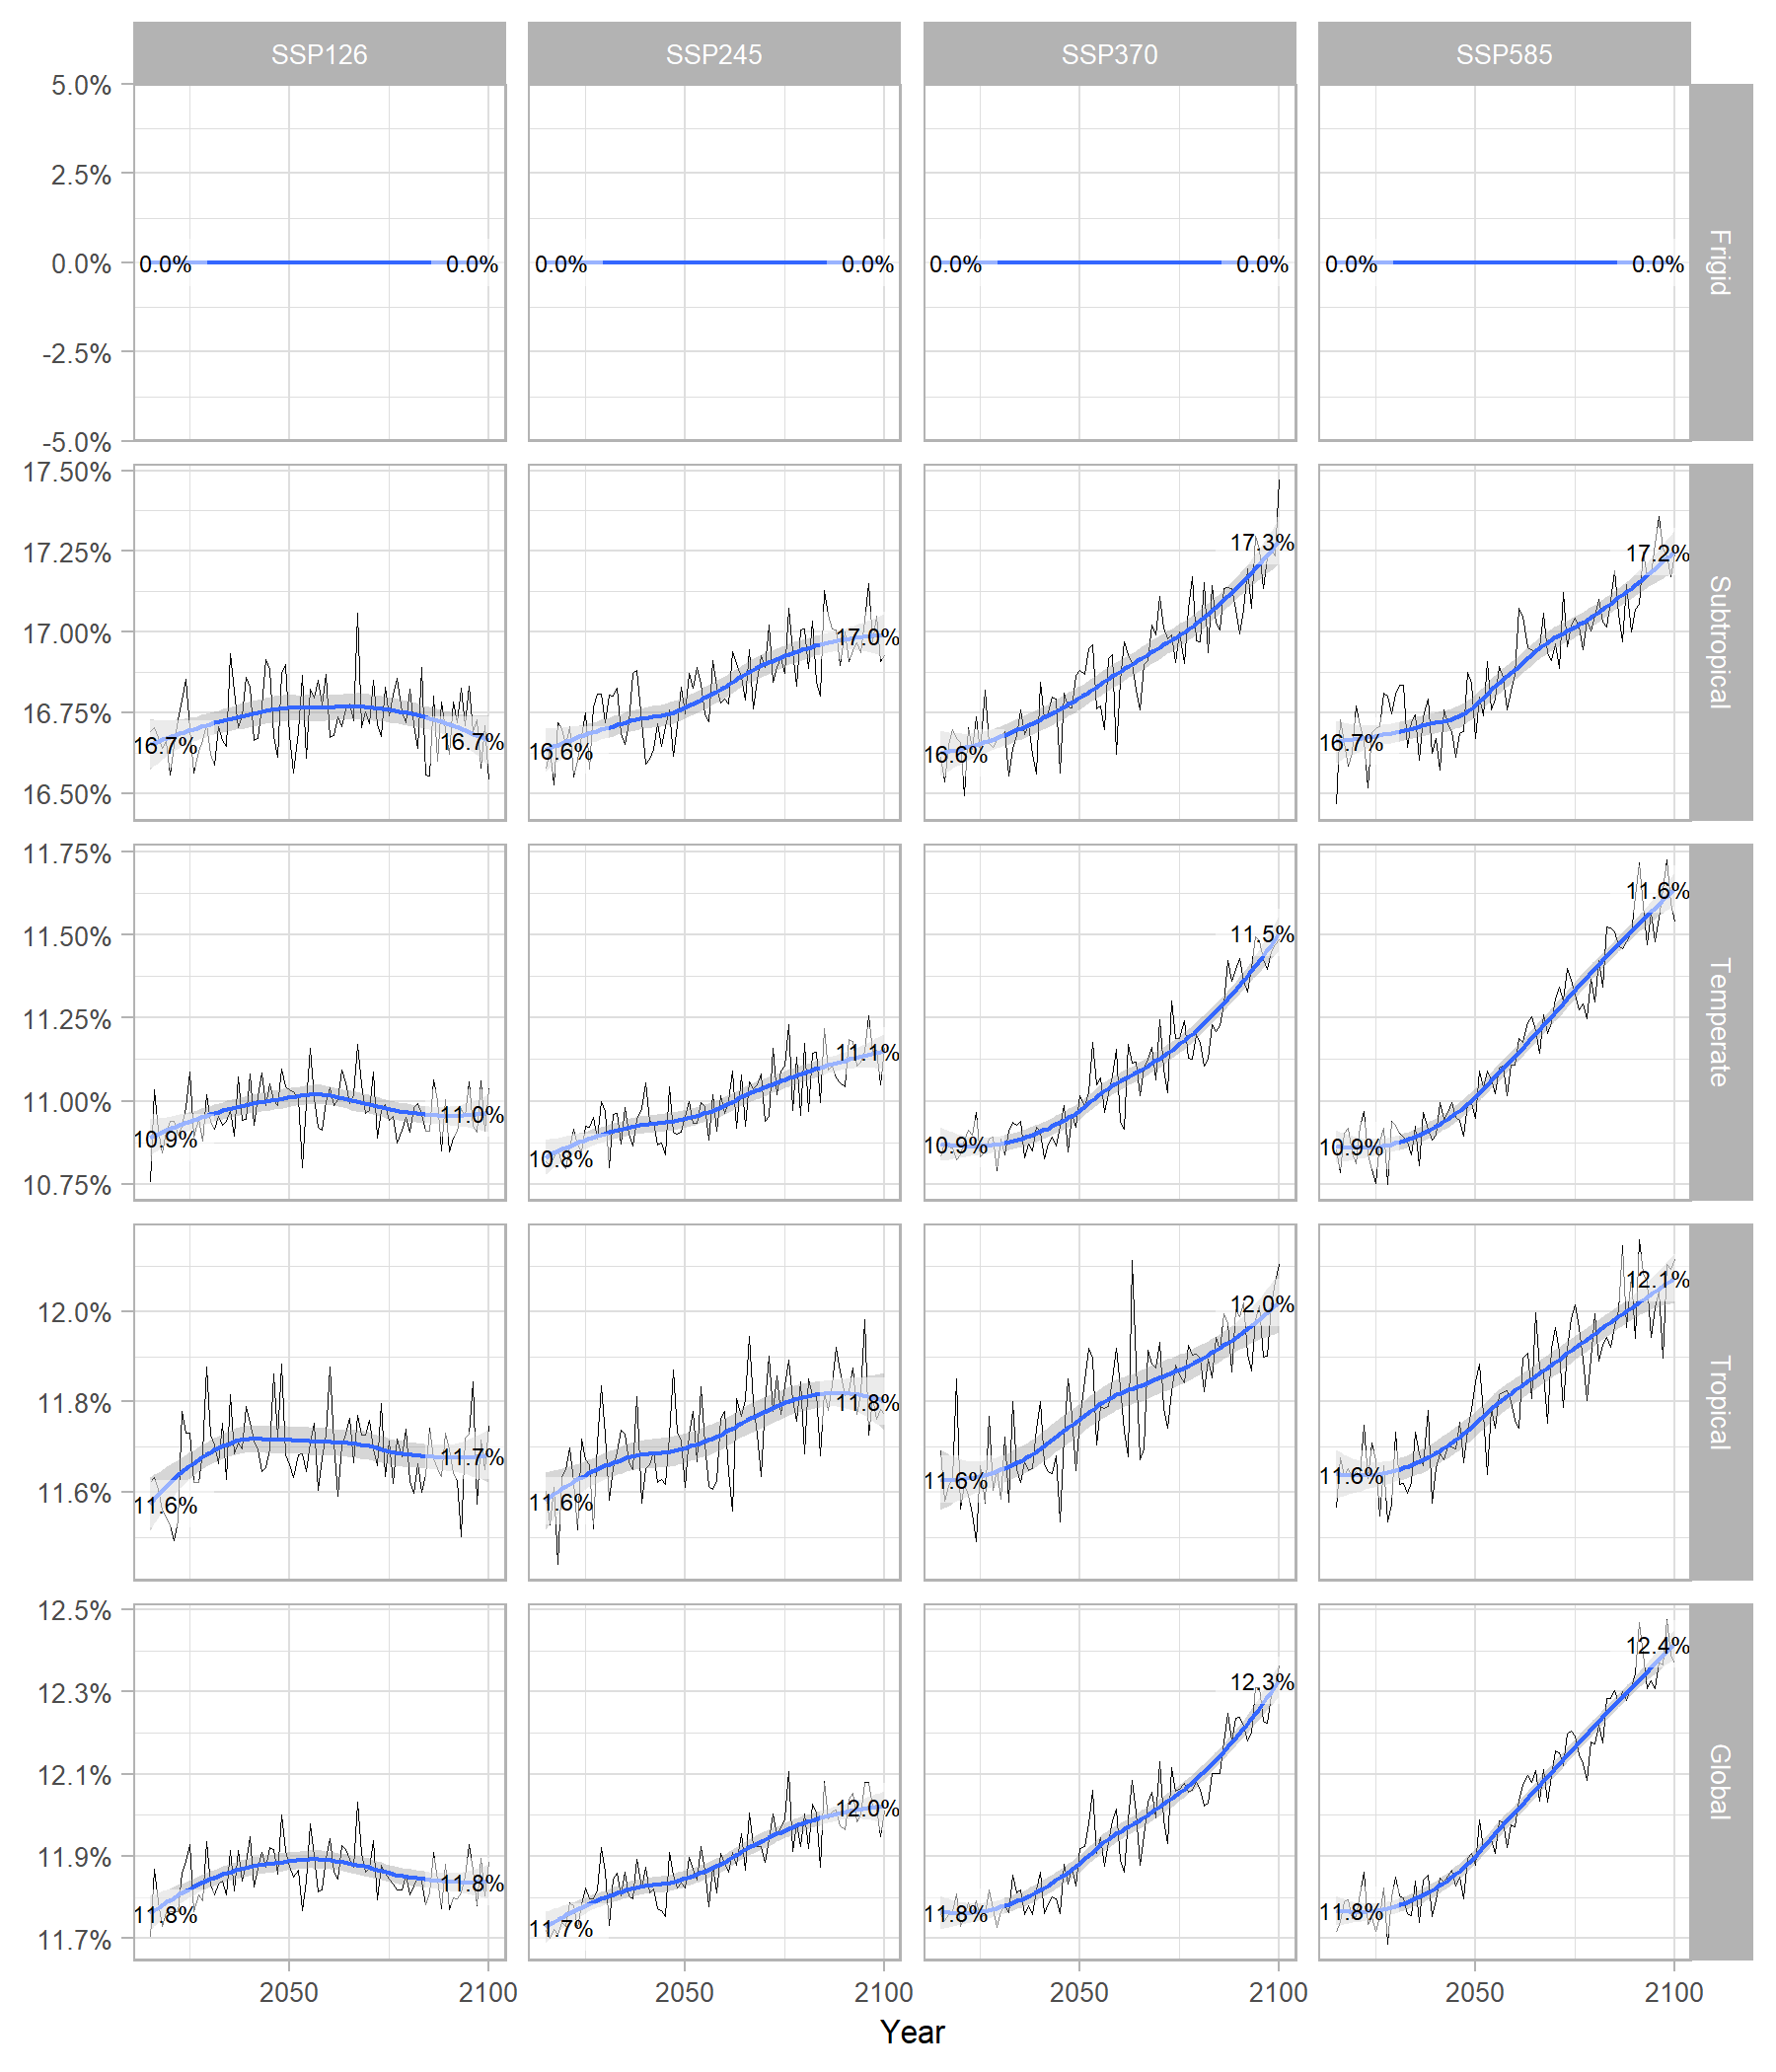 SSP126 SSP245 SSP370 SSP585
5.0%
2.5%
0.0%
-2.5%
-5.0%
0.0% 0.0% 0.0% 0.0% 0.0% 0.0% 0.0% 0.0%
Frigid
17.50%
17.25%
17.00%
16.75%
16.50%
16.7% 16.7% 16.6% 17.0% 16.6% 17.3% 16.7% 17.2%
Subtropical
11.75%
11.50%
11.25%
11.00%
10.75%
10.9% 11.0% 10.8% 11.1% 10.9% 11.5% 10.9% 11.6%
Temperate
12.0%
11.8%
11.6%
11.6% 11.7% 11.6% 11.8% 11.6% 12.0% 11.6% 12.1%
Tropical
12.5%
12.3%
12.1%
11.9%
11.7%
11.8% 11.8% 11.7% 12.0% 11.8% 12.3% 11.8% 12.4%
Global
2050 2100 2050 2100 2050 2100 2050 2100
Year